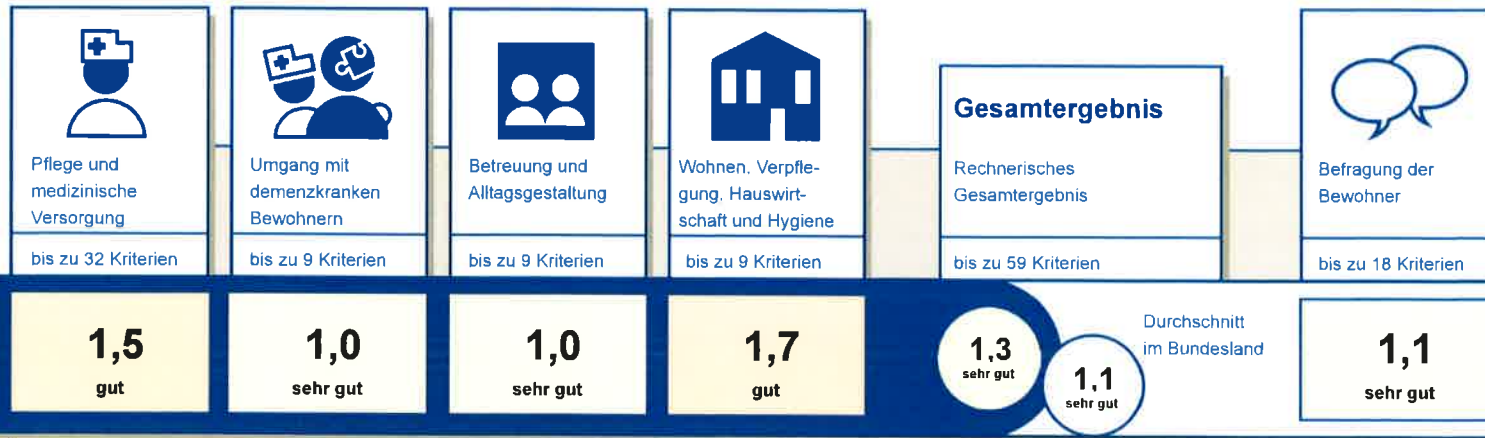 Pflege und
medizinische
Versorgung
bis zu 32 Kriterien
1,5
gut
Umgang mit
demenzkranken
Bewohnern
bis zu 9 Kriterien
1,0
sehr gut
Betreuung und
Alltagsgestaltung
bis zu 9 Kriterien
1,0
sehr gut
Wohnen, Verpfle-
gung, Hauswirt-
schaft und Hygiene
bis zu 9 Kriterien
1,7
gut
Gesamtergebnis
Rechnerisches
Gesamtergebnis
bis zu 59 Kriterien
1,3
sehr gut
Durchschnitt
im Bundesland
1,1
sehr gut
Befragung der
Bewohner
bis zu 18 Kriterien
1,1
sehr gut